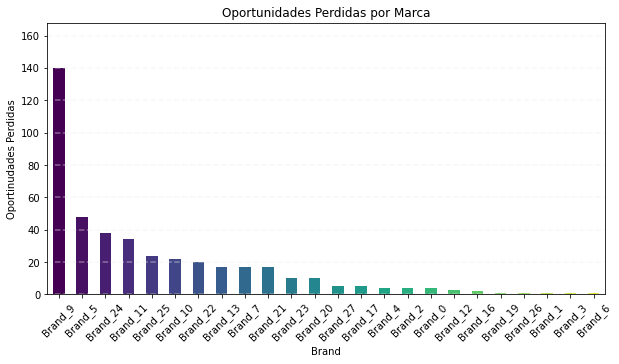 Oportunidades Perdidas por Marca
Oportinudades Perdidas
160
140
120
100
80
60
40
20
0
Brand_9
Brand_5
Brand_24
Brand_11
Brand_25
Brand_10
Brand_22
Brand_13
Brand_7
Brand_21
Brand_23
Brand_20
Brand_27
Brand_17
Brand_4
Brand_2
Brand_0
Brand_12
Brand_16
Brand_19
Brand_26
Brand_1
Brand_3
Brand_6
Brand